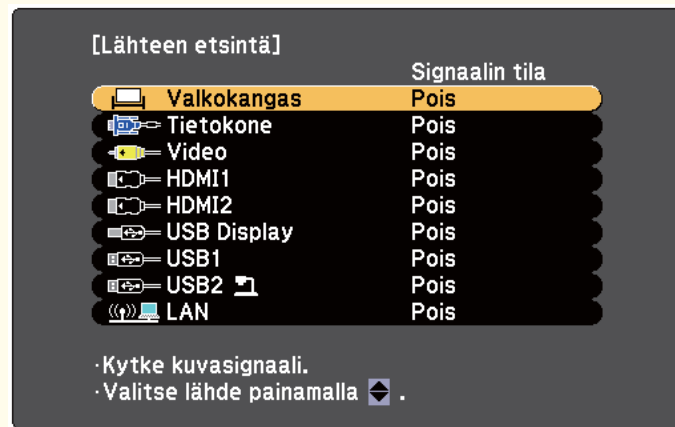 [Lähteen etsintä]
Signaalin tila
Valkokangas Pois
Tietokone Pois
Video Pois
HDMI1 Pois
HDMI2 Pois
USB Display Pois
USB1 Pois
USB2 Pois
LAN Pois
·Kytke kuvasignaali.
·Valitse lähde painamalla .